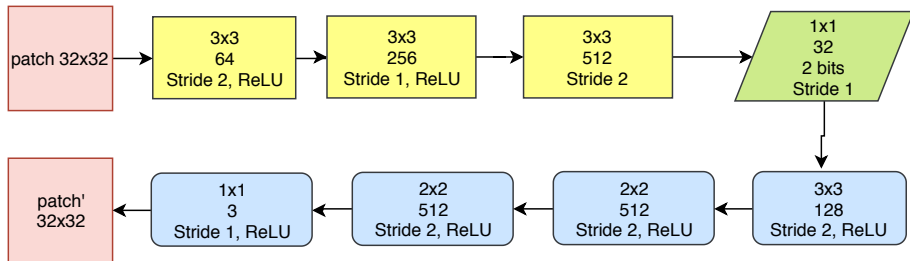 patch 32x32
3x3
64
Stride 2, ReLU
3x3
256
Stride 1, ReLU
3x3
512
Stride 2
1x1
32
2 bits
Stride 1
3x3
128
Stride 2, ReLU
2x2
512
Stride 2, ReLU
2x2
512
Stride 2, ReLU
1x1
3
Stride 1, ReLU
patch'
32x32